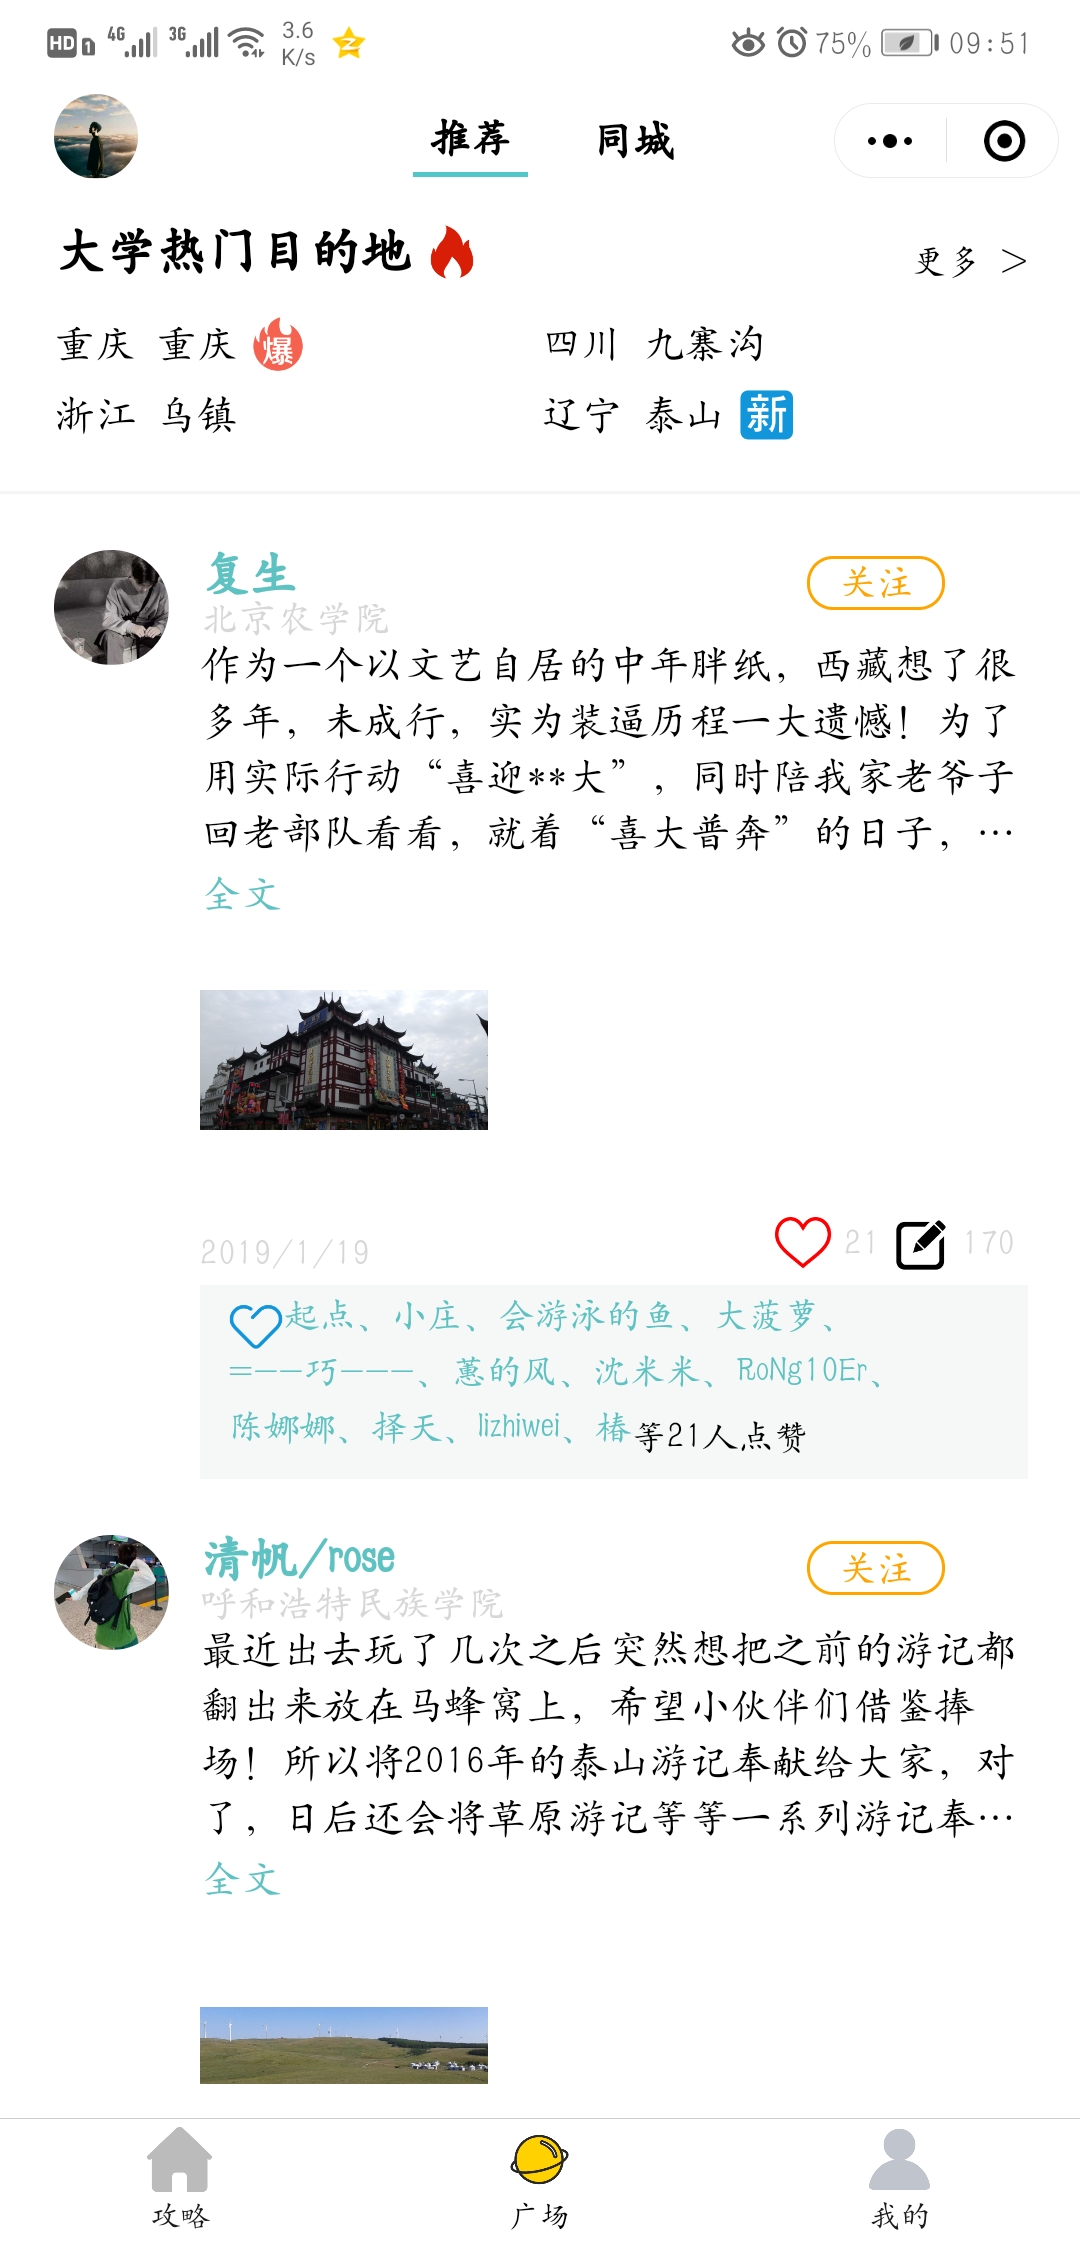 HD 1 4G 3G 3.6 K/s 75% 09:51
推荐 同城
大学热门目的地 更多 >
重庆 重庆 爆 四川 九寨沟
浙江 乌镇 辽宁 泰山 新
复生 关注
北京农学院
作为一个以文艺自居的中年胖纸，西藏想了很
多年，未成行，实为装逼历程一大遗憾！为了
用实际行动“喜迎**大”，同时陪我家老爷子
回老部队看看，就着“喜大普奔”的日子，…
全文
2019/1/19 21 170
起点、小庄、会游泳的鱼、大菠萝、
=——巧———、蕙的风、沈米米、RoNg10Er、
陈娜娜、择天、lizhiwei、椿等21人点赞
清帆/rose 关注
呼和浩特民族学院
最近出去玩了几次之后突然想把之前的游记都
翻出来放在马蜂窝上，希望小伙伴们借鉴捧
场！所以将2016年的泰山游记奉献给大家，对
了，日后还会将草原游记等等一系列游记奉…
全文
攻略 广场 我的